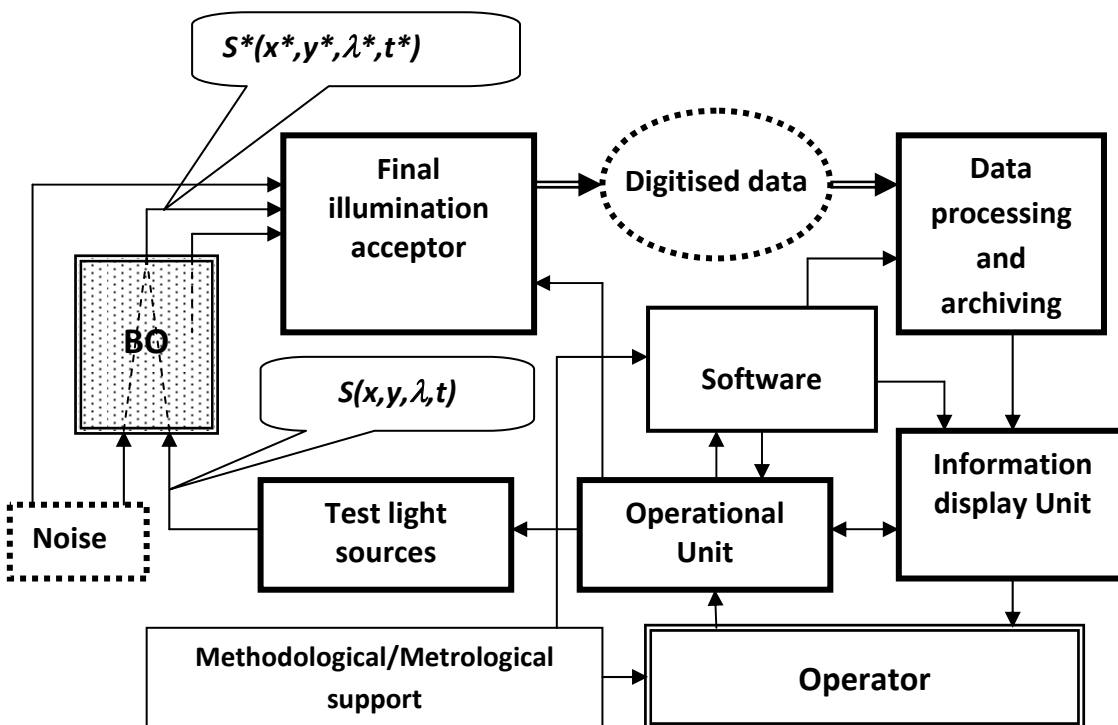 S*(x*,y*,λ*,t*)
Final
illumination
acceptor
Digitised data
Data
processing
and
archiving
BO
Software
S(x,y,λ,t)
Information
display Unit
Test light
sources
Operational
Unit
Noise
Methodological/Metrological
support
Operator